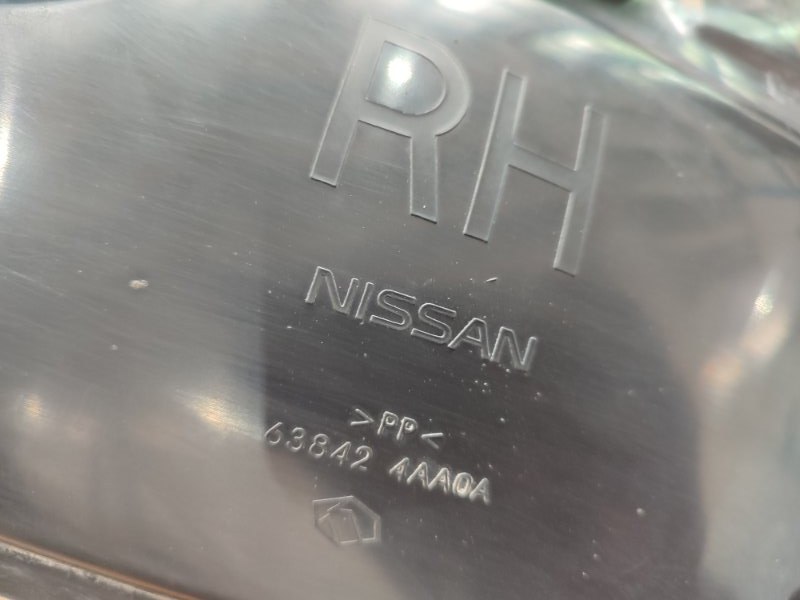 RH
NISSAN
>PP<
63842 4AA0A